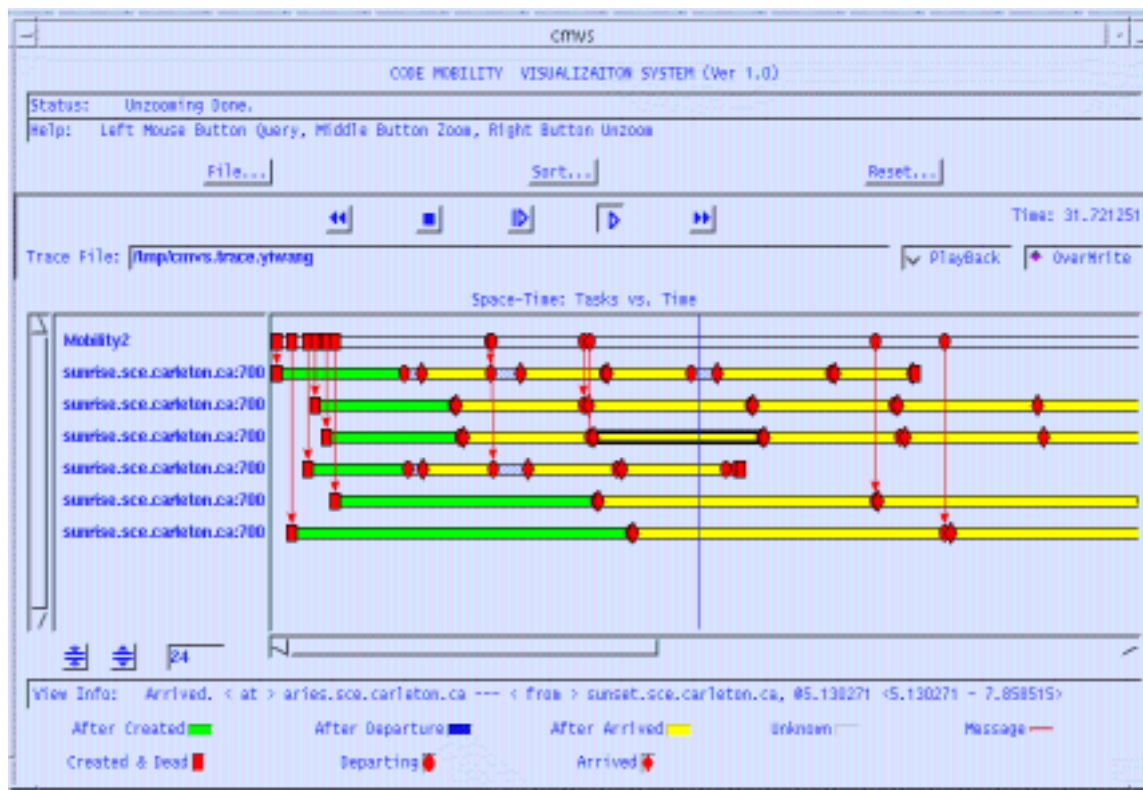 cmvs
CODE MOBILITY VISUALIZAITON SYSTEM (Ver 1.0)
Status: Unzooming Done.
Help: Left Mouse Button Query, Middle Button Zoom, Right Button Unzoom
File... Sort... Reset...
Time: 31.721251
Trace File: /tmp/cmvs.trace.yiwang PlayBack OverWrite
Space-Time: Tasks vs. Time
Mobility2
sunrise.sce.carleton.ca:700
sunrise.sce.carleton.ca:700
sunrise.sce.carleton.ca:700
sunrise.sce.carleton.ca:700
sunrise.sce.carleton.ca:700
sunrise.sce.carleton.ca:700
24
View Info: Arrived. < at > aries.sce.carleton.ca --- < from > sunset.sce.carleton.ca, @5.130271 <5.130271 - 7.858515>
After Created After Departure After Arrived Unknown Message
Created & Dead Departing Arrived